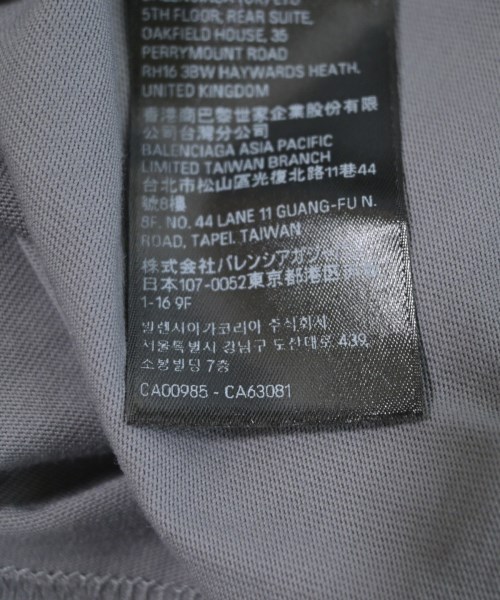 5TH FLOOR, REAR SUITE,
OAKFIELD HOUSE, 35
PERRYMOUNT ROAD
RH16 3BW HAYWARDS HEATH,
UNITED KINGDOM
香港商巴黎世家企業股份有限
公司台灣分公司
BALENCIAGA ASIA PACIFIC
LIMITED TAIWAN BRANCH
台北市松山區光復北路11巷44
號8樓
8F. NO. 44 LANE 11 GUANG-FU N.
ROAD, TAPEI. TAIWAN
株式会社バレンシアガジャ
日本107-0052東京都港区
1-16 9F
발렌시아가코리아 주식회사
서울특별시 강남구 도산대로 439,
소봉빌딩 7층
CA00985 - CA63081